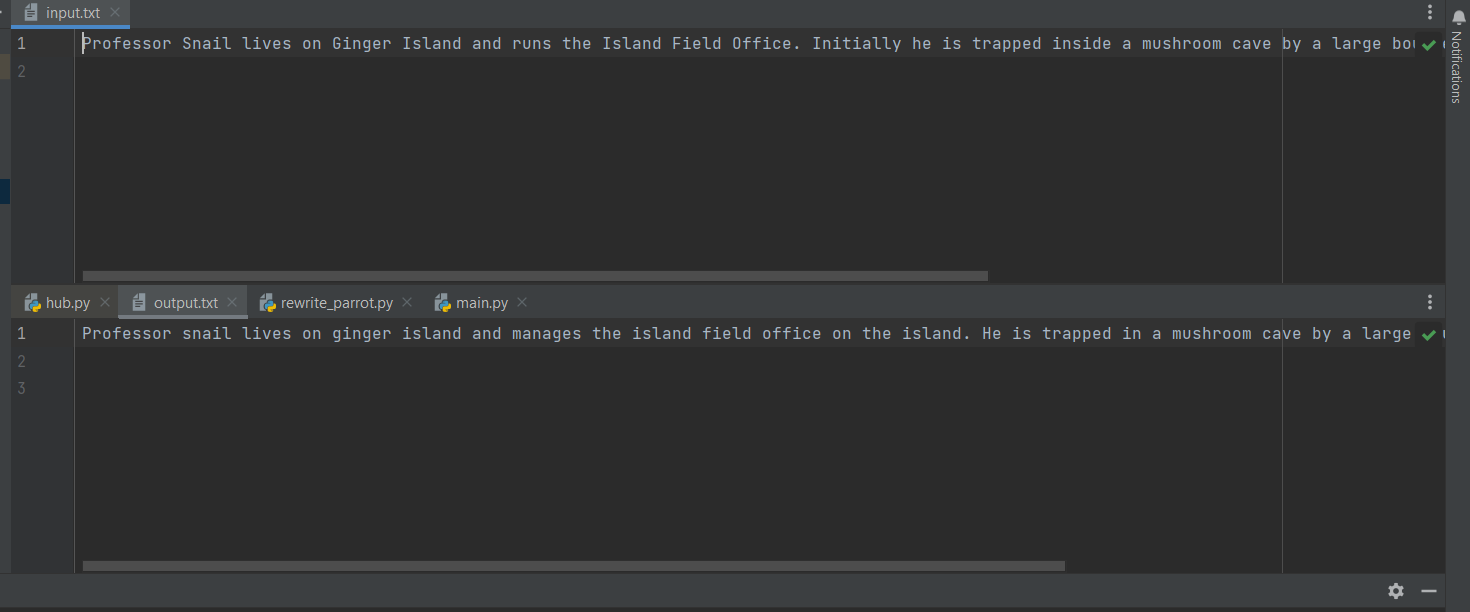 input.txt
1 Professor Snail lives on Ginger Island and runs the Island Field Office. Initially he is trapped inside a mushroom cave by a large
2
Notifications
hub.py output.txt rewrite_parrot.py main.py
1 Professor snail lives on ginger island and manages the island field office on the island. He is trapped in a mushroom cave by a large
2
3